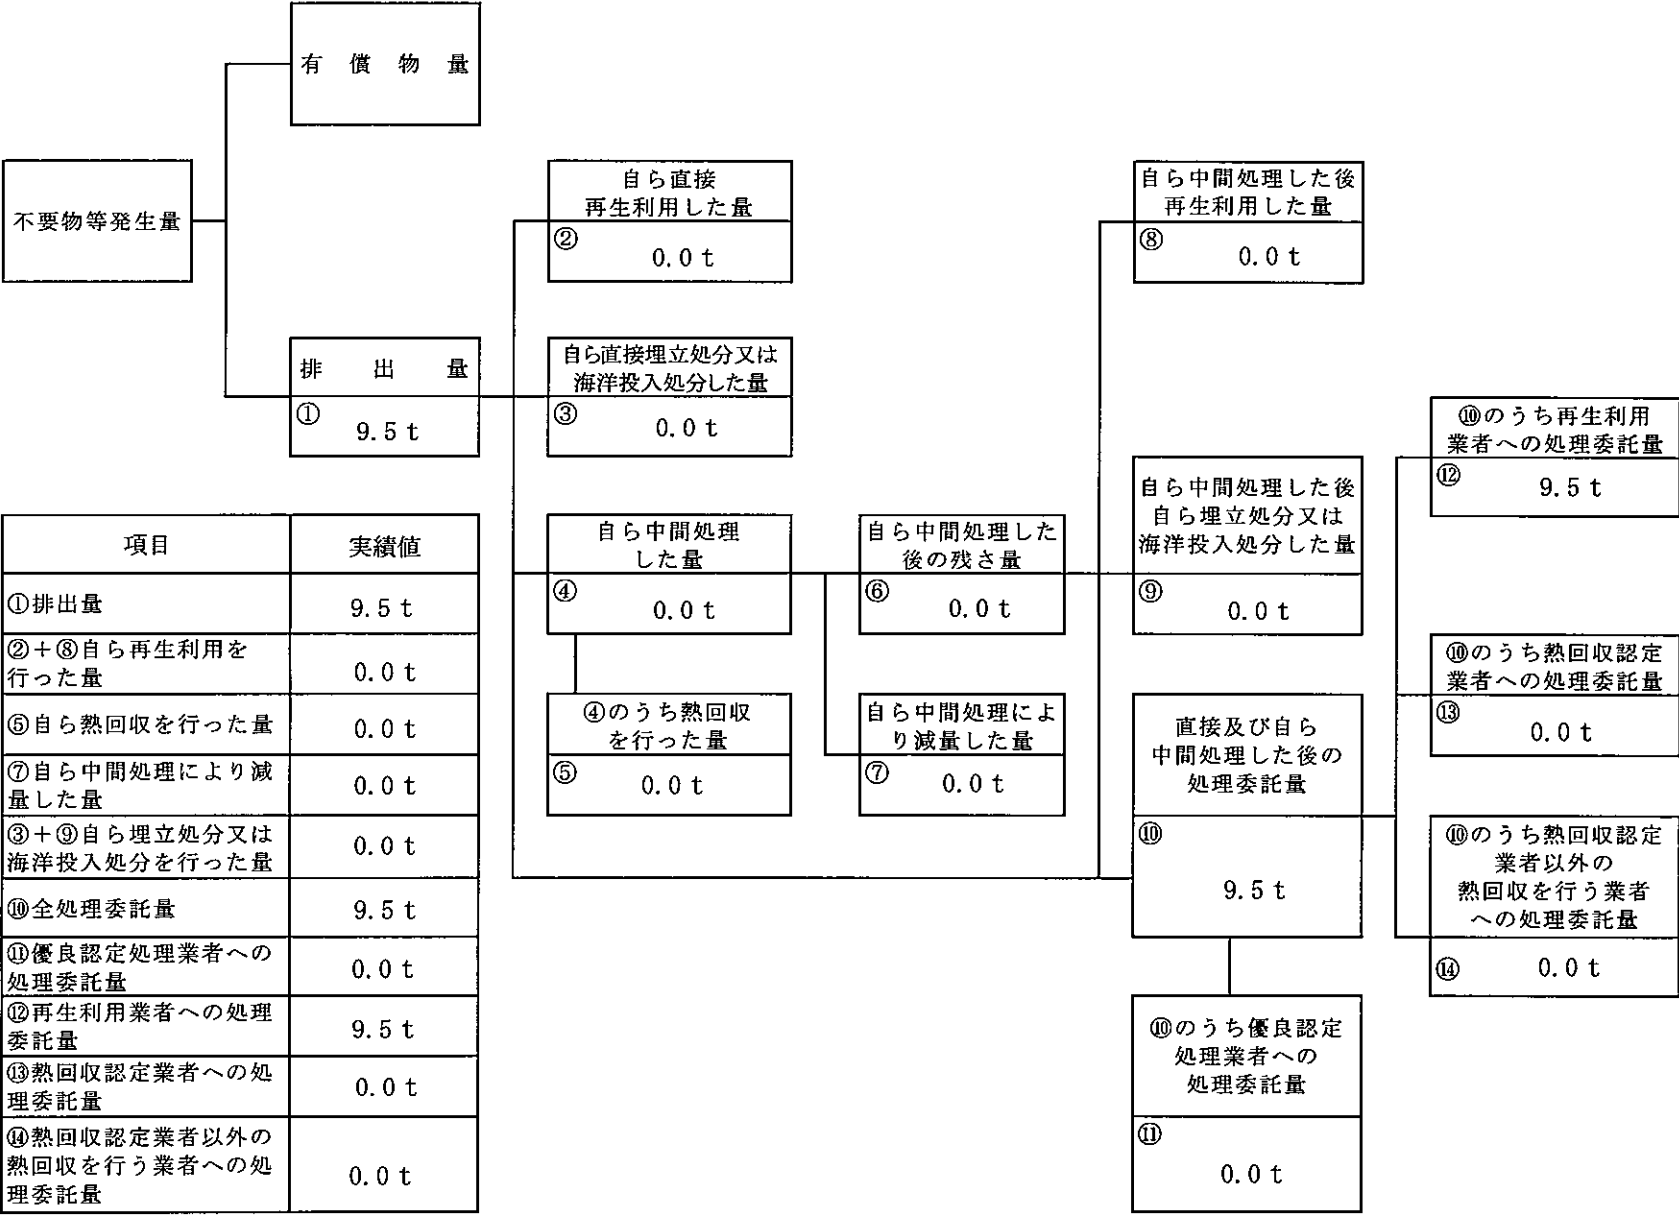 有償物量
不要物等発生量
自ら直接
再生利用した量
②
0.0 t
自ら中間処理した後
再生利用した量
⑧
0.0 t
排出量
①
9.5 t
自ら直接埋立処分又は
海洋投入処分した量
③
0.0 t
⑩のうち再生利用
業者への処理委託量
⑫
9.5 t
自ら中間処理した後
自ら埋立処分又は
海洋投入処分した量
⑨
0.0 t
自ら中間処理
した量
④
0.0 t
自ら中間処理した
後の残さ量
⑥
0.0 t
⑩のうち熱回収認定
業者への処理委託量
⑬
0.0 t
④のうち熱回収
を行った量
⑤
0.0 t
自ら中間処理によ
り減量した量
⑦
0.0 t
直接及び自ら
中間処理した後の
処理委託量
⑩
9.5 t
⑩のうち熱回収認定
業者以外の
熱回収を行う業者
への処理委託量
⑭
0.0 t
⑩のうち優良認定
処理業者への
処理委託量
⑪
0.0 t
項目 実績値
①排出量 9.5 t
②＋⑧自ら再生利用を
行った量
0.0 t
⑤自ら熱回収を行った量 0.0 t
⑦自ら中間処理により減
量した量
0.0 t
③＋⑨自ら埋立処分又は
海洋投入処分を行った量
0.0 t
⑩全処理委託量 9.5 t
⑪優良認定処理業者への
処理委託量
0.0 t
⑫再生利用業者への処理
委託量
9.5 t
⑬熱回収認定業者への処
理委託量
0.0 t
⑭熱回収認定業者以外の
熱回収を行う業者への処
理委託量
0.0 t